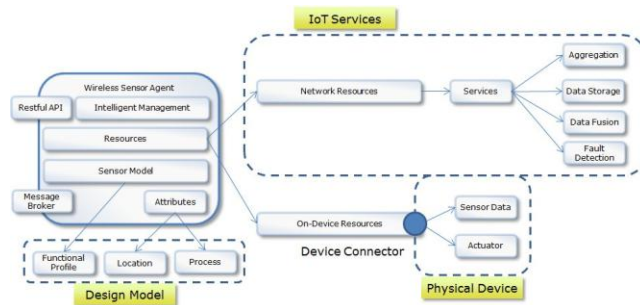 IoT Services
Wireless Sensor Agent
Restful API
Intelligent Management
Resources
Sensor Model
Message
Broker
Attributes
Functional
Profile
Location
Process
Design Model
Network Resources
Services
Aggregation
Data Storage
Data Fusion
Fault
Detection
On-Device Resources
Device Connector
Sensor Data
Actuator
Physical Device